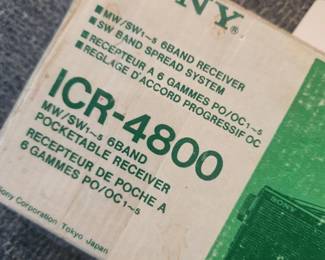 NY®
■ MW/SW1~5 6BAND RECEIVER
■ SW BAND SPREAD SYSTEM
■ RECEPTEUR A 6 GAMMES PO/OC1~5
■ REGLAGE D'ACCORD PROGRESSIF OC
ICR-4800
MW/SW1~5 6BAND
POCKETABLE RECEIVER
RECEPTEUR DE POCHE A
6 GAMMES PO/OC1~5
Sony Corporation, Tokyo Japan
SONY